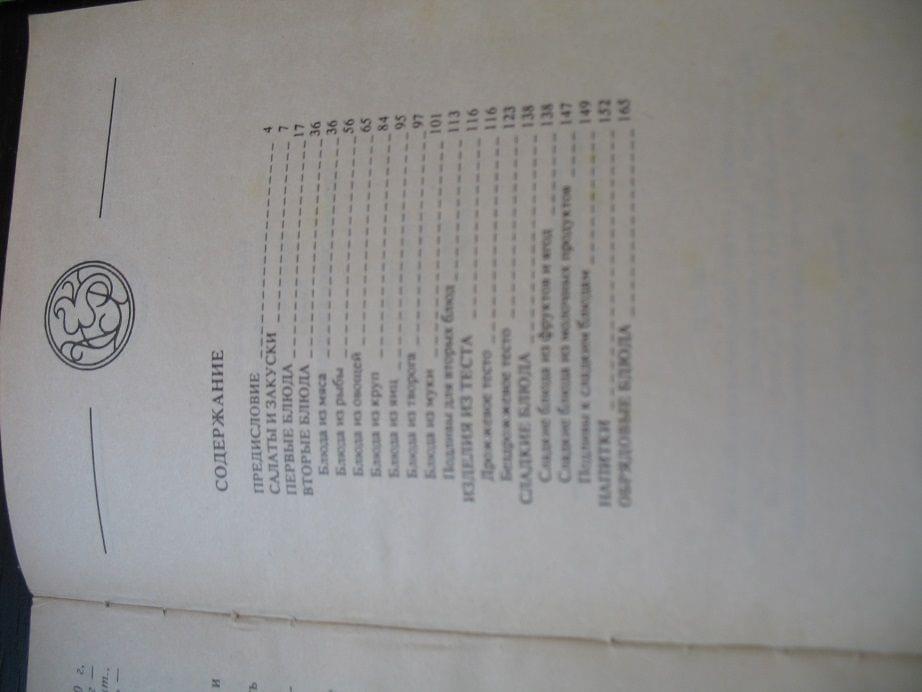 СОДЕРЖАНИЕ
ПРЕДИСЛОВИЕ 4
САЛАТЫ И ЗАКУСКИ 7
ПЕРВЫЕ БЛЮДА 17
ВТОРЫЕ БЛЮДА 36
Блюда из мяса 36
Блюда из рыбы 56
Блюда из овощей 65
Блюда из круп 84
Блюда из яиц 95
Блюда из творога 97
Блюда из муки 101
Подливы для вторых блюд 113
ИЗДЕЛИЯ ИЗ ТЕСТА 116
Дрожжевое тесто 116
Бездрожжевое тесто 123
СЛАДКИЕ БЛЮДА 138
Сладкие блюда из фруктов и ягод 138
Сладкие блюда из молочных продуктов 147
Подливы к сладким блюдам 149
НАПИТКИ 152
ОБРЯДОВЫЕ БЛЮДА 165